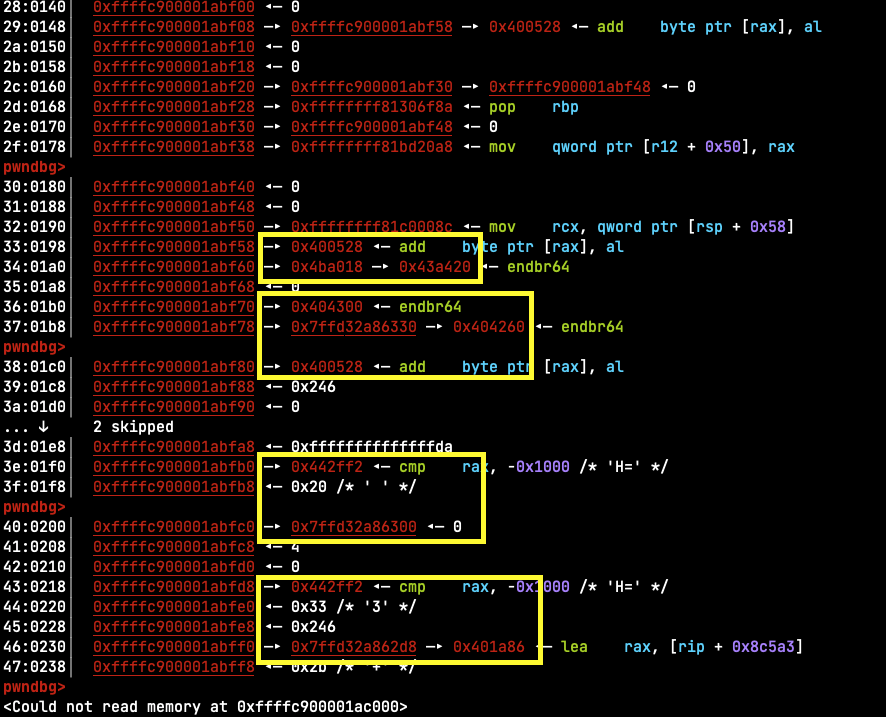 28:0140│ 0xffffc900001abf00 ◂— 0
29:0148│ 0xffffc900001abf08 —▸ 0xffffc900001abf58 —▸ 0x400528 ◂— add byte ptr [rax], al
2a:0150│ 0xffffc900001abf10 ◂— 0
2b:0158│ 0xffffc900001abf18 ◂— 0
2c:0160│ 0xffffc900001abf20 —▸ 0xffffc900001abf30 —▸ 0xffffc900001abf48 ◂— 0
2d:0168│ 0xffffc900001abf28 —▸ 0xffffffff81306f8a ◂— pop rbp
2e:0170│ 0xffffc900001abf30 —▸ 0xffffc900001abf48 ◂— 0
2f:0178│ 0xffffc900001abf38 —▸ 0xffffffff81bd20a8 ◂— mov qword ptr [r12 + 0x50], rax
pwndbg>
30:0180│ 0xffffc900001abf40 ◂— 0
31:0188│ 0xffffc900001abf48 ◂— 0
32:0190│ 0xffffc900001abf50 —▸ 0xffffffff81c0008c ◂— mov rcx, qword ptr [rsp + 0x58]
33:0198│ 0xffffc900001abf58 —▸ 0x400528 ◂— add byte ptr [rax], al
34:01a0│ 0xffffc900001abf60 —▸ 0x4ba018 —▸ 0x43a420 ◂— endbr64
35:01a8│ 0xffffc900001abf68 ◂— 0
36:01b0│ 0xffffc900001abf70 —▸ 0x404300 ◂— endbr64
37:01b8│ 0xffffc900001abf78 —▸ 0x7ffd32a86330 —▸ 0x404260 ◂— endbr64
pwndbg>
38:01c0│ 0xffffc900001abf80 —▸ 0x400528 ◂— add byte ptr [rax], al
39:01c8│ 0xffffc900001abf88 ◂— 0x246
3a:01d0│ 0xffffc900001abf90 ◂— 0
... ↓ 2 skipped
3d:01e8│ 0xffffc900001abfa8 ◂— 0xffffffffffffffda
3e:01f0│ 0xffffc900001abfb0 —▸ 0x442ff2 ◂— cmp rax, -0x1000 /* 'H=' */
3f:01f8│ 0xffffc900001abfb8 ◂— 0x20 /* ' ' */
pwndbg>
40:0200│ 0xffffc900001abfc0 —▸ 0x7ffd32a86300 ◂— 0
41:0208│ 0xffffc900001abfc8 ◂— 4
42:0210│ 0xffffc900001abfd0 ◂— 0
43:0218│ 0xffffc900001abfd8 —▸ 0x442ff2 ◂— cmp rax, -0x1000 /* 'H=' */
44:0220│ 0xffffc900001abfe0 ◂— 0x33 /* '3' */
45:0228│ 0xffffc900001abfe8 ◂— 0x246
46:0230│ 0xffffc900001abff0 —▸ 0x7ffd32a862d8 —▸ 0x401a86 ◂— lea rax, [rip + 0x8c5a3]
47:0238│ 0xffffc900001abff8 ◂— 0x2b /* '+' */
pwndbg>
<Could not read memory at 0xffffc900001ac000>